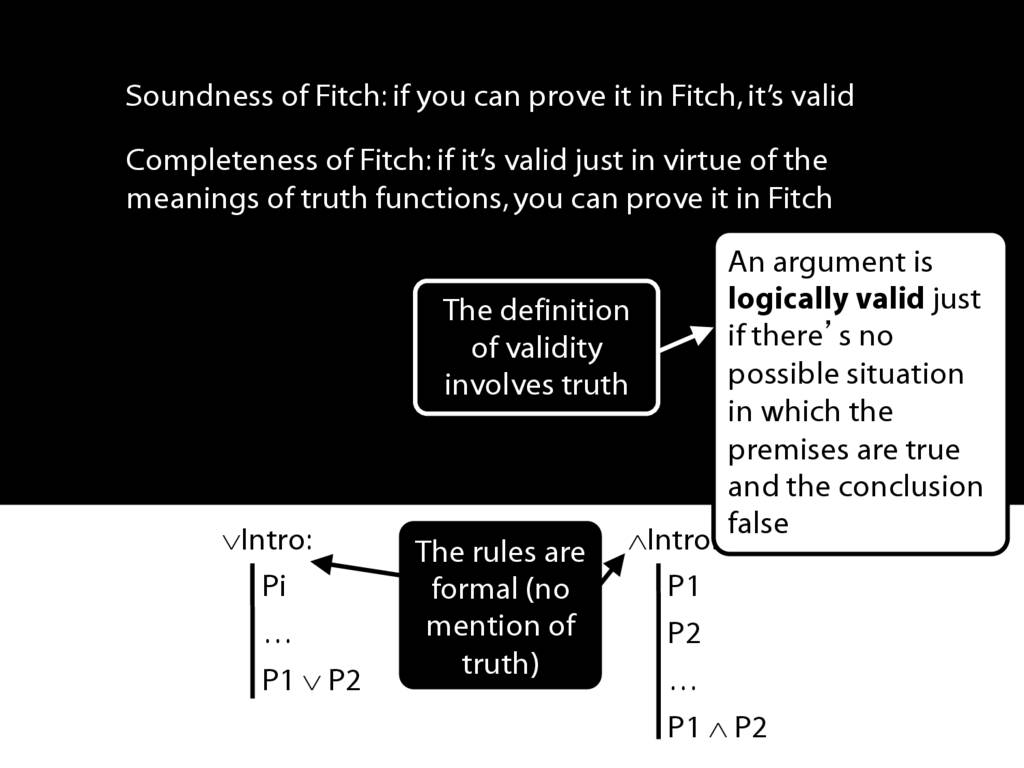 Soundness of Fitch: if you can prove it in Fitch, it’s valid
Completeness of Fitch: if it’s valid just in virtue of the
meanings of truth functions, you can prove it in Fitch
The definition
of validity
involves truth
An argument is
logically valid just
if there’ s no
possible situation
in which the
premises are true
and the conclusion
false
∨Intro:
Pi
…
P1 ∨ P2
The rules are
formal (no
mention of
truth)
∧Intro:
P1
P2
…
P1 ∧ P2